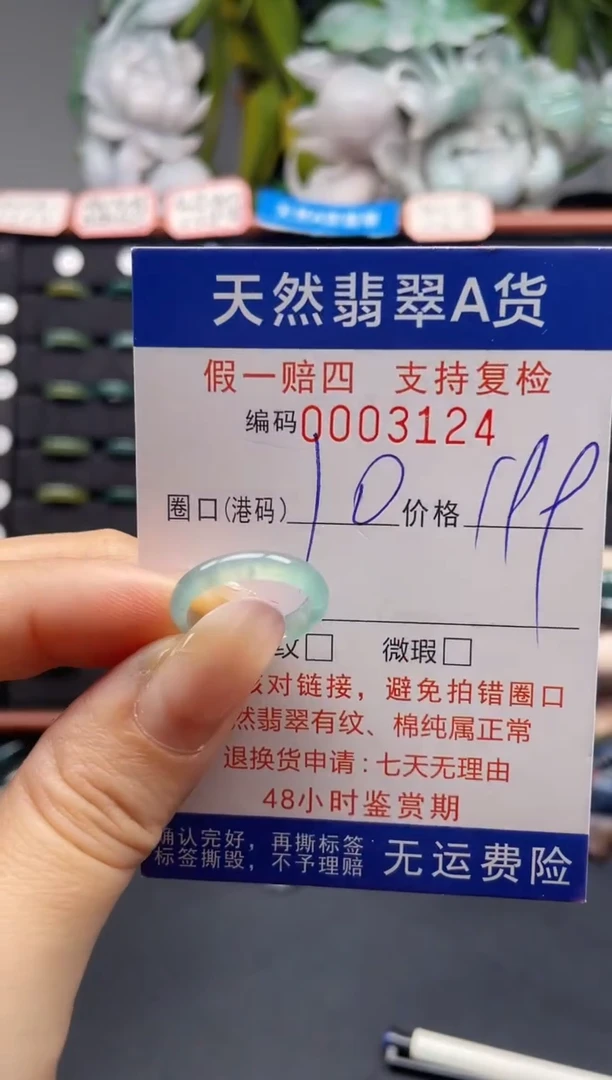 天然翡翠A货
假一赔四 支持复检
编码0003124
圈口(港码) 10 价格
纹□ 微瑕□
核对链接，避免拍错圈口
然翡翠有纹、棉纯属正常
退换货申请：七天无理由
48小时鉴赏期
确认完好，再撕标签
标签撕毁，不予理赔
无运费险